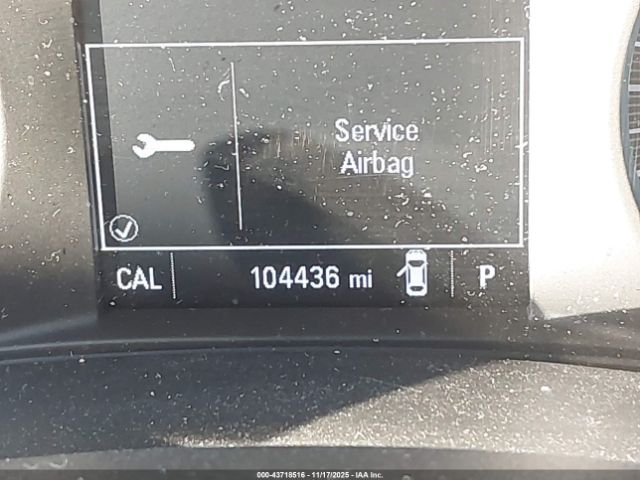 Service
Airbag
CAL
104436 mi
P
000-43718516 - 11/17/2025 - IAA Inc.